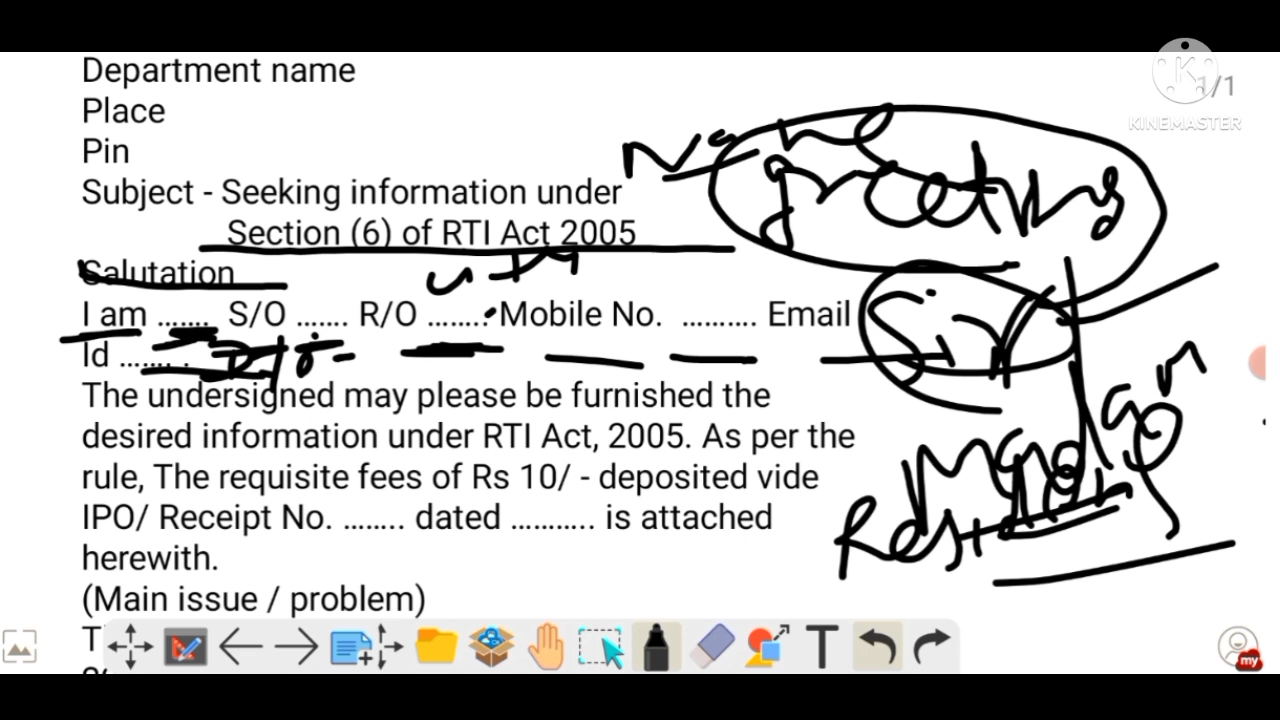 Department name
Place
Pin
1/1
KINEMASTER
Subject - Seeking information under
Section (6) of RTI Act 2005
greetings
Salutation
I am ....... S/O ....... R/O ........ Mobile No. .......... Email
Sir
Id ....... .
D/o
The undersigned may please be furnished the
desired information under RTI Act, 2005. As per the
rule, The requisite fees of Rs 10/ - deposited vide
IPO/ Receipt No. ........ dated ........... is attached
herewith.
(Main issue / problem)
T
my